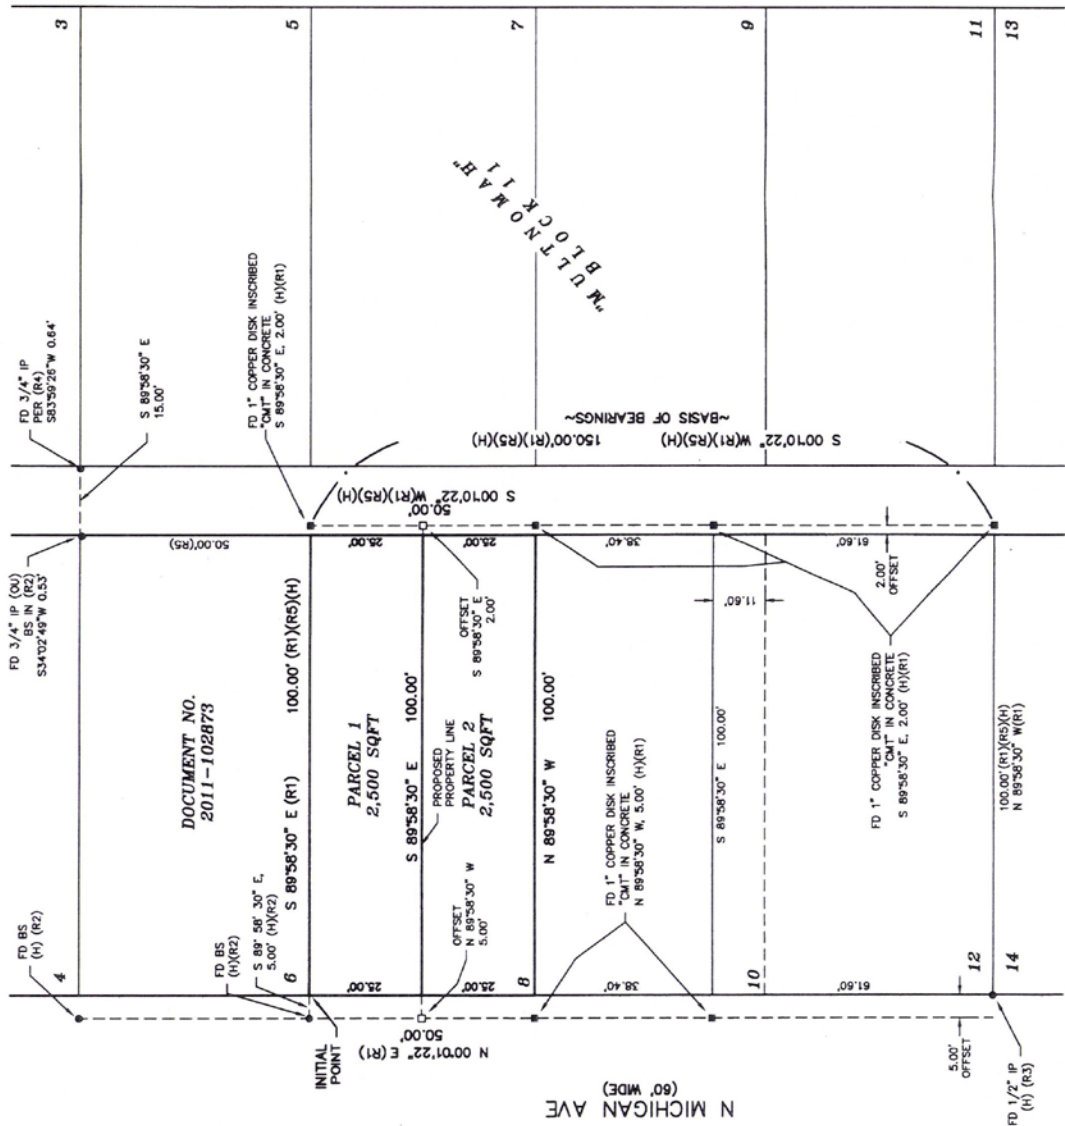 3
5
7
9
11
13
"MULTNOMAH"
BLOCK 11
FD 3/4" IP
PER (R4)
S83°59'26"W 0.64'
S 89°58'30" E
15.00'
FD 1" COPPER DISK INSCRIBED
"CMT" IN CONCRETE
S 89°58'30" E, 2.00' (H)(R1)
S 00°10'22" W(R1)(R5)(H)
150.00'(R1)(R5)(H)
~BASIS OF BEARINGS~
S 00°10'22" W(R1)(R5)(H)
50.00'
FD 3/4" IP (OU)
BS IN (R2)
S34°02'49"W 0.53'
50.00'(R5)
25.00'
25.00'
38.40'
61.60'
11.60'
2.00'
OFFSET
OFFSET
S 89°58'30" E
2.00'
DOCUMENT NO.
2011-102873
S 89°58'30" E (R1)
100.00' (R1)(R5)(H)
PARCEL 1
2,500 SQFT
S 89°58'30" E 100.00'
PROPOSED
PROPERTY LINE
PARCEL 2
2,500 SQFT
N 89°58'30" W 100.00'
S 89°58'30" E 100.00'
FD 1" COPPER DISK INSCRIBED
"CMT" IN CONCRETE
S 89°58'30" E, 2.00' (H)(R1)
100.00'(R1)(R5)(H)
N 89°58'30" W(R1)
FD 1" COPPER DISK INSCRIBED
"CMT" IN CONCRETE
N 89°58'30" W, 5.00' (H)(R1)
OFFSET
N 89°58'30" W
5.00'
FD BS
(H) (R2)
FD BS
(H)(R2)
S 89° 58' 30" E,
5.00' (H)(R2)
4
6
8
10
12
14
25.00'
25.00'
38.40'
61.60'
INITIAL
POINT
N 00°01'22" E (R1)
50.00'
5.00'
OFFSET
FD 1/2" IP
(H) (R3)
N MICHIGAN AVE
(60' WIDE)